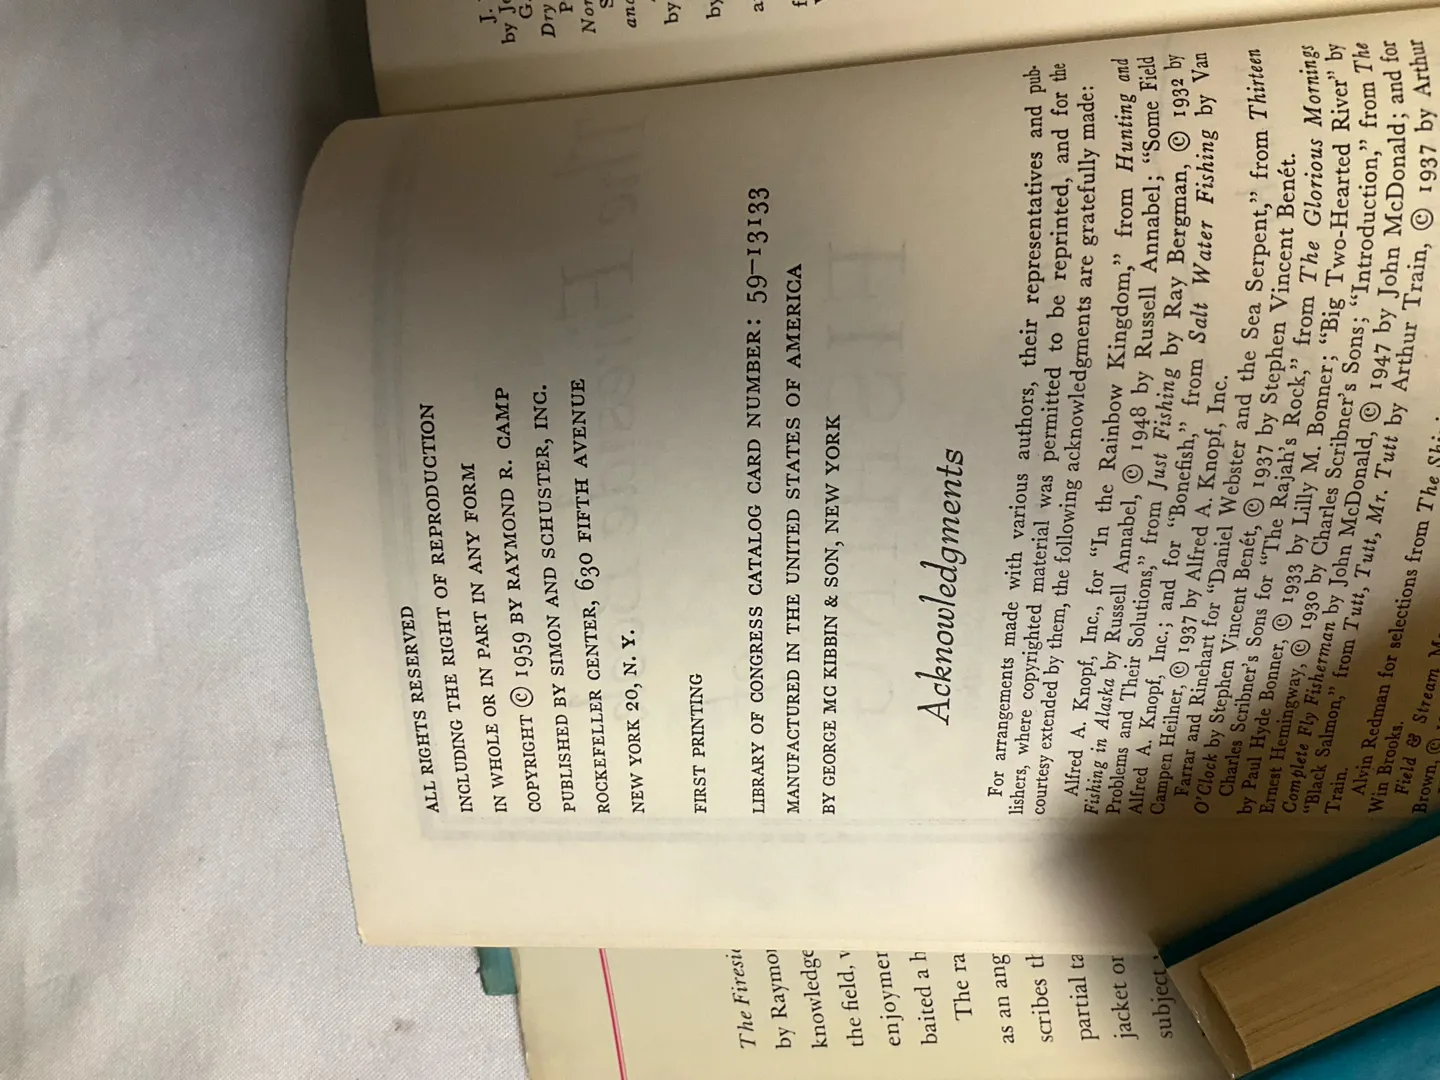 ALL RIGHTS RESERVED
INCLUDING THE RIGHT OF REPRODUCTION
IN WHOLE OR IN PART IN ANY FORM
COPYRIGHT © 1959 BY RAYMOND R. CAMP
PUBLISHED BY SIMON AND SCHUSTER, INC.
ROCKEFELLER CENTER, 630 FIFTH AVENUE
NEW YORK 20, N. Y.
FIRST PRINTING
LIBRARY OF CONGRESS CATALOG CARD NUMBER: 59-13133
MANUFACTURED IN THE UNITED STATES OF AMERICA
BY GEORGE MC KIBBIN & SON, NEW YORK
Acknowledgments
For arrangements made with various authors, their representatives and pub-
lishers, where copyrighted material was permitted to be reprinted, and for the
courtesy extended by them, the following acknowledgments are gratefully made:
Alfred A. Knopf, Inc., for “In the Rainbow Kingdom,” from Hunting and
Fishing in Alaska by Russell Annabel, © 1948 by Russell Annabel; “Some Field
Problems and Their Solutions,” from Just Fishing by Ray Bergman, © 1932 by
Alfred A. Knopf, Inc.; and for “Bonefish,” from Salt Water Fishing by Van
Campen Heilner, © 1937 by Alfred A. Knopf, Inc.
Farrar and Rinehart for “Daniel Webster and the Sea Serpent,” from Thirteen
O'Clock by Stephen Vincent Benét, © 1937 by Stephen Vincent Benét.
Charles Scribner's Sons for “The Rajah's Rock,” from The Glorious Mornings
by Paul Hyde Bonner, © 1933 by Lilly M. Bonner; “Big Two-Hearted River” by
Ernest Hemingway, © 1930 by Charles Scribner's Sons; “Introduction,” from The
Complete Fly Fisherman by John McDonald, © 1947 by John McDonald; and for
“Black Salmon,” from Tutt, Tutt, Mr. Tutt by Arthur Train, © 1937 by Arthur
Train.
Alvin Redman for selections from The
Win Brooks.
Field & Stream
Brown, ©
J.
by
G.
Dry
and
by
by
The
by
knowledge
the field,
baited a
The
as an
scribes
partial
jacket or
subject